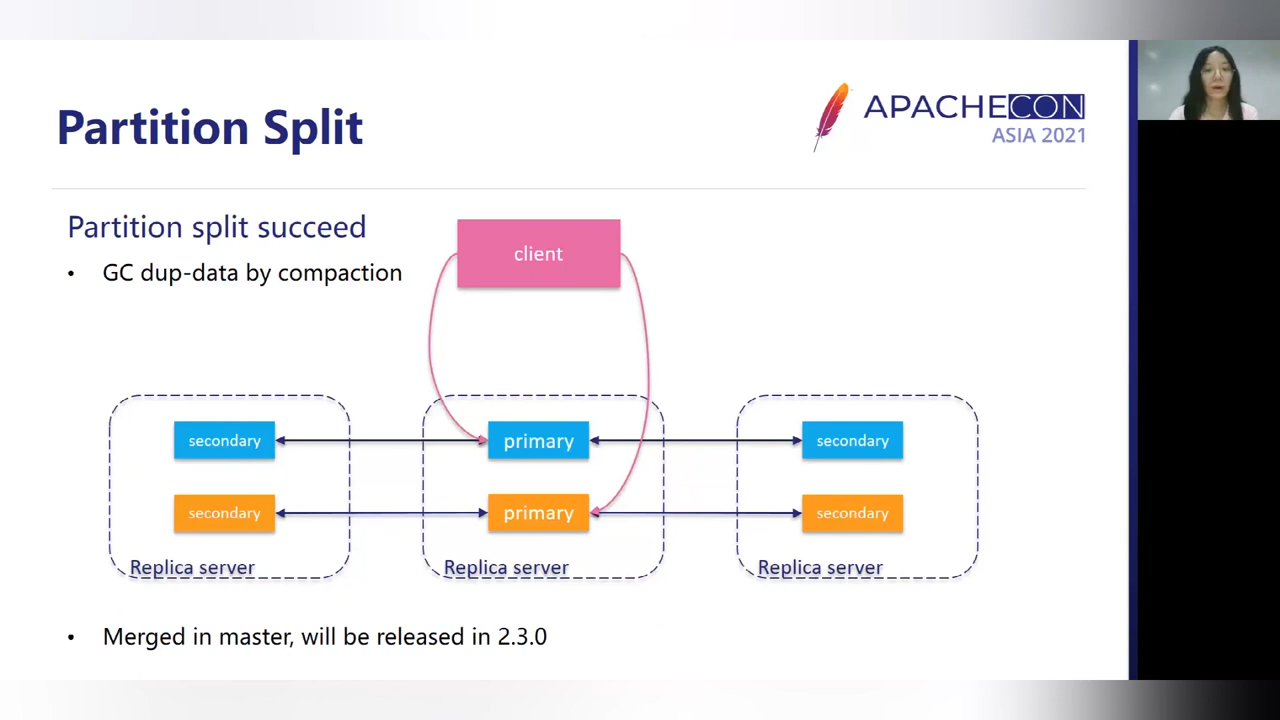 Partition Split
APACHECON
ASIA 2021
Partition split succeed
• GC dup-data by compaction
client
secondary
primary
secondary
secondary
primary
secondary
Replica server
Replica server
Replica server
• Merged in master, will be released in 2.3.0